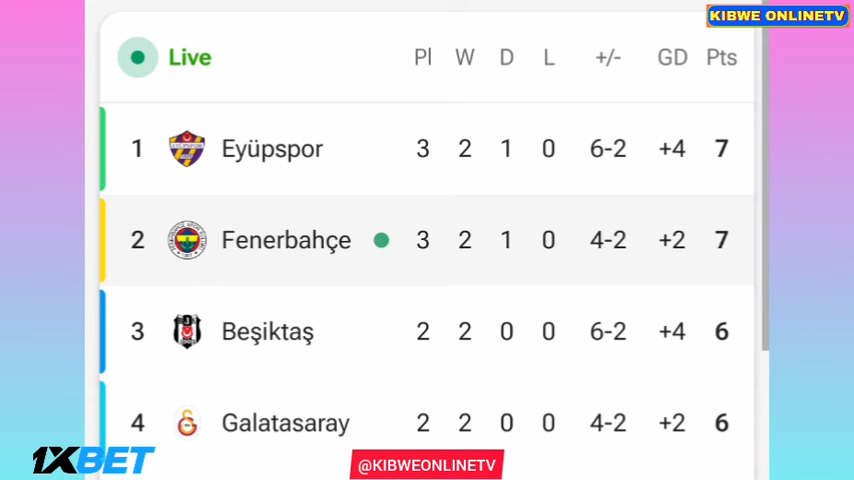 KIBWE ONLINETV
Live Pl W D L +/- GD Pts
1 Eyüpspor 3 2 1 0 6-2 +4 7
2 Fenerbahçe 3 2 1 0 4-2 +2 7
3 Beşiktaş 2 2 0 0 6-2 +4 6
4 Galatasaray 2 2 0 0 4-2 +2 6
1XBET
@KIBWEONLINETV